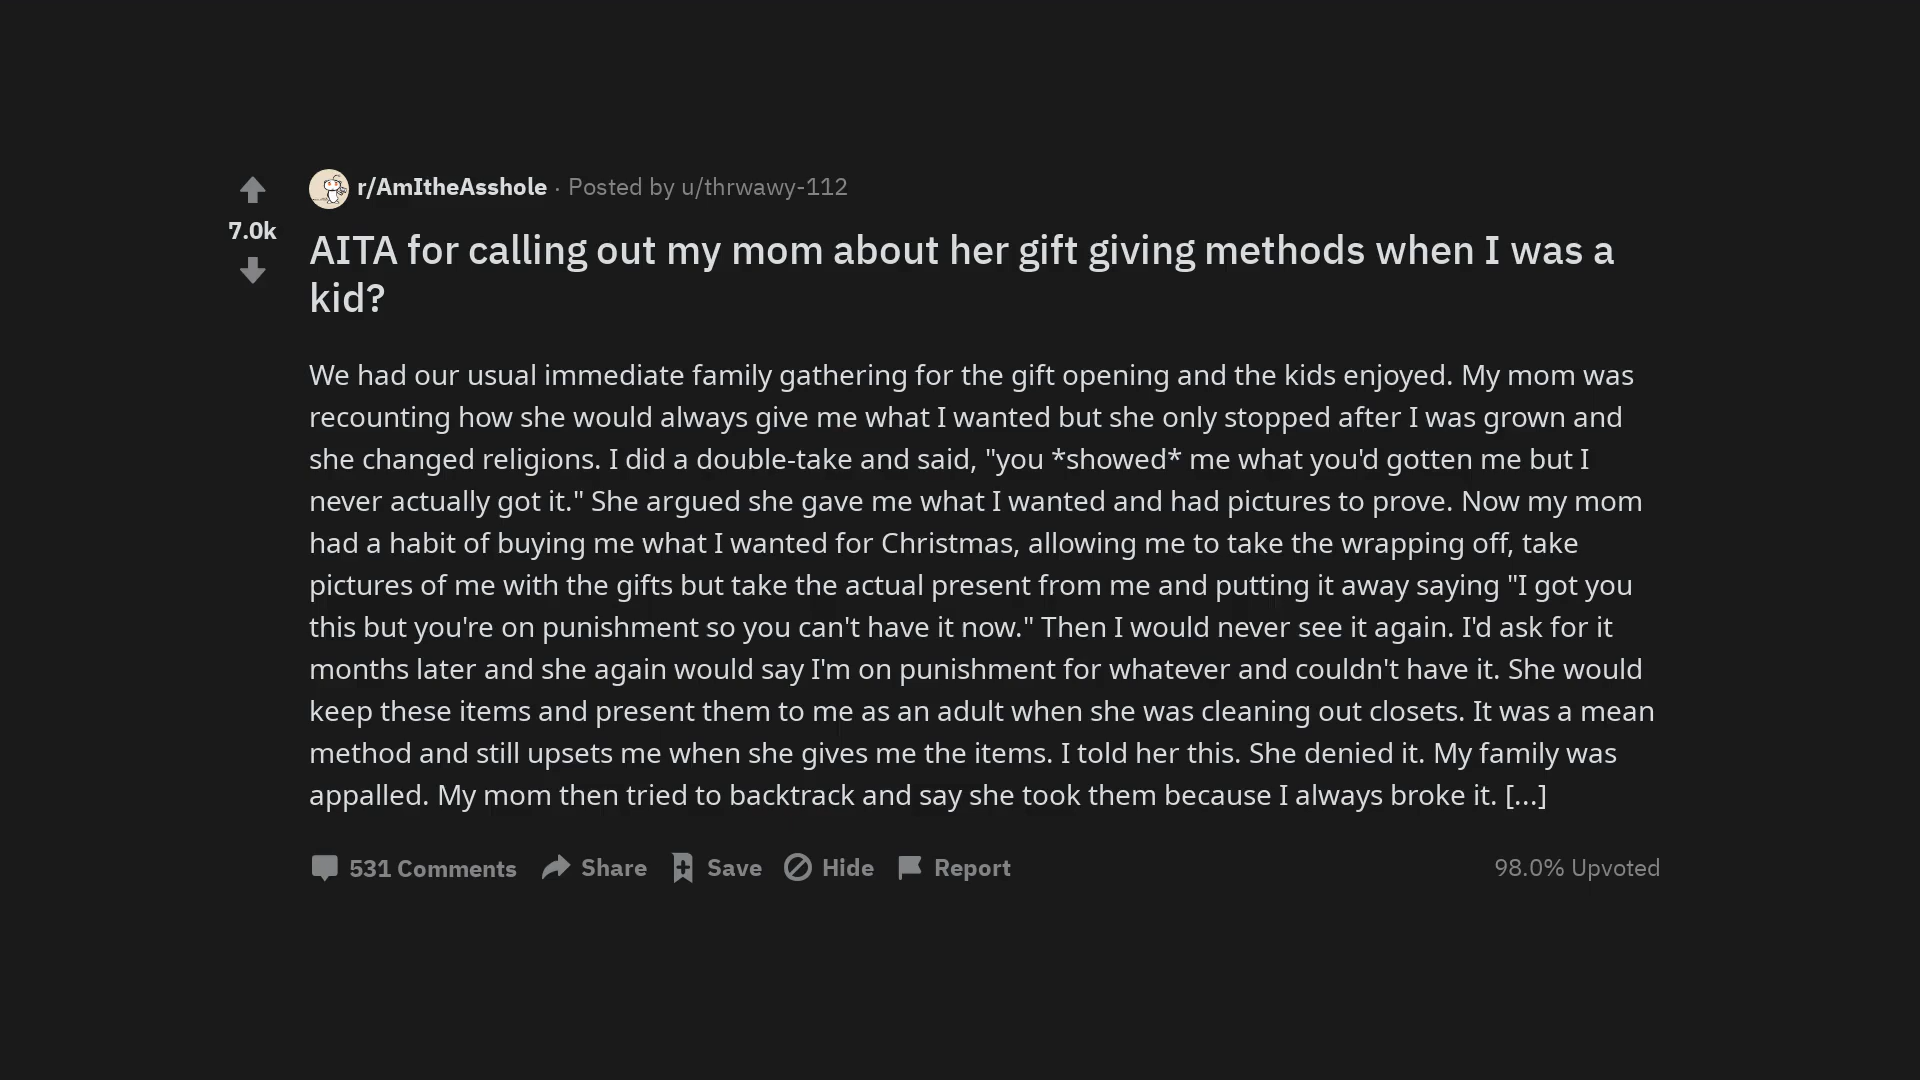 r/AmItheAsshole · Posted by u/thrwawy-112
7.0k
AITA for calling out my mom about her gift giving methods when I was a
kid?
We had our usual immediate family gathering for the gift opening and the kids enjoyed. My mom was
recounting how she would always give me what I wanted but she only stopped after I was grown and
she changed religions. I did a double-take and said, "you *showed* me what you'd gotten me but I
never actually got it." She argued she gave me what I wanted and had pictures to prove. Now my mom
had a habit of buying me what I wanted for Christmas, allowing me to take the wrapping off, take
pictures of me with the gifts but take the actual present from me and putting it away saying "I got you
this but you're on punishment so you can't have it now." Then I would never see it again. I'd ask for it
months later and she again would say I'm on punishment for whatever and couldn't have it. She would
keep these items and present them to me as an adult when she was cleaning out closets. It was a mean
method and still upsets me when she gives me the items. I told her this. She denied it. My family was
appalled. My mom then tried to backtrack and say she took them because I always broke it. [...]
531 Comments Share Save Hide Report 98.0% Upvoted